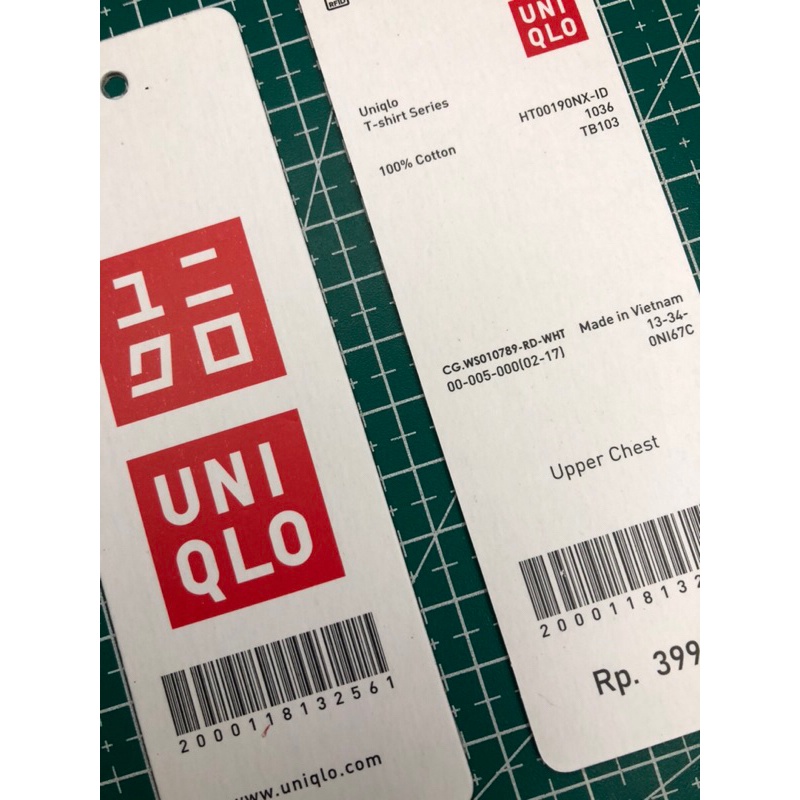 ユニ
クロ
UNI
QLO
2000118132561
www.uniqlo.com
RFID
UNI
QLO
Uniqlo
T-shirt Series
HT00190NX-ID
1036
TB103
100% Cotton
Made in Vietnam
13-34-
0NI67C
CG.WS010789-RD-WHT
00-005-000(02-17)
Upper Chest
2000118132
Rp. 399